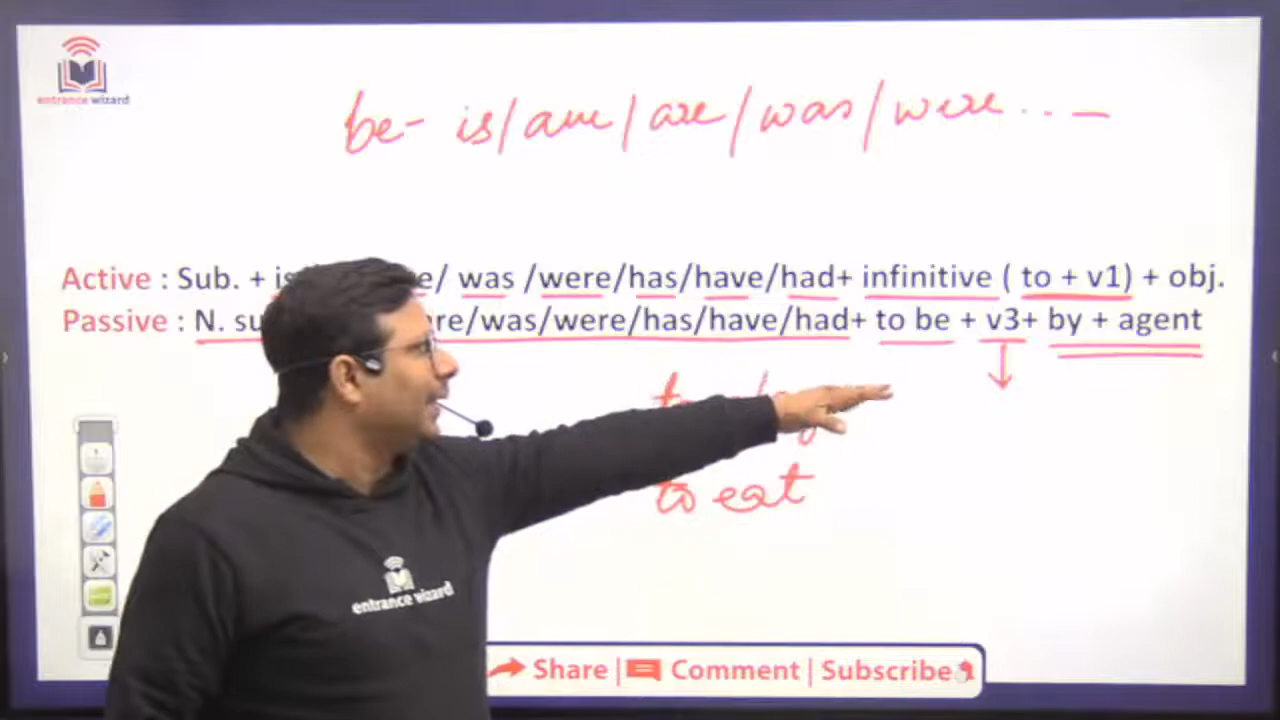 entrance wizard
be- is/am/are/was/were...—
Active : Sub. + is /was /were/has/have/had+ infinitive ( to + v1) + obj.
Passive : N. su are/was/were/has/have/had+ to be + v3+ by + agent
to
to eat
entrance wizard
Share | Comment | Subscribe